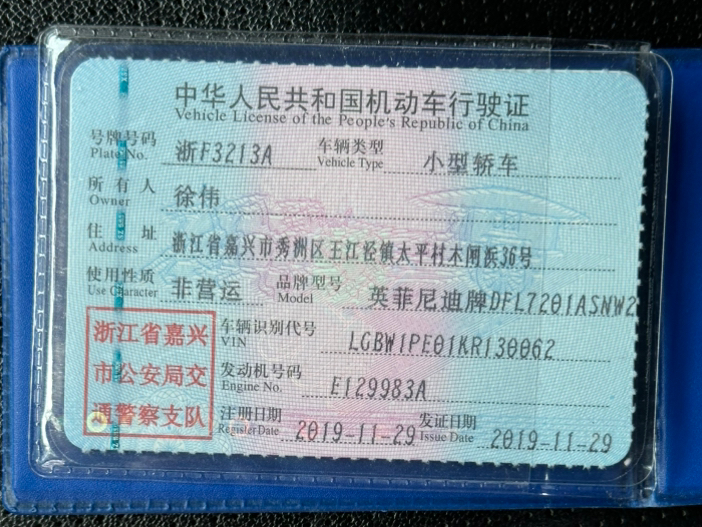 中华人民共和国机动车行驶证
Vehicle License of the People's Republic of China
号牌号码 浙F3213A 车辆类型 小型轿车
Plate No. Vehicle Type
所有人 徐伟
Owner
住址 浙江省嘉兴市秀洲区王江泾镇太平村木闸浜36号
Address
使用性质 非营运 品牌型号 英菲尼迪牌DFL7201ASNW2
Use Character Model
浙江省嘉兴 车辆识别代号 LGBW1PE01KR130062
VIN
市公安局交 发动机号码 E129983A
Engine No.
通警察支队 注册日期 2019-11-29 发证日期 2019-11-29
Register Date Issue Date